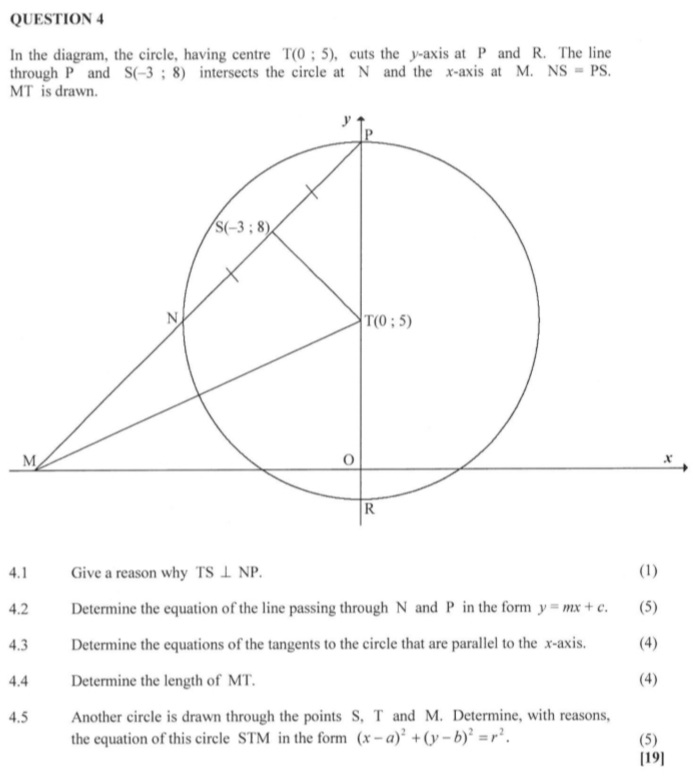 QUESTION 4
In the diagram, the circle, having centre T(0 ; 5), cuts the y-axis at P and R. The line
through P and S(−3 ; 8) intersects the circle at N and the x-axis at M. NS = PS.
MT is drawn.
y
P
S(−3 ; 8)
N
T(0 ; 5)
M
O
x
R
4.1 Give a reason why TS ⊥ NP. (1)
4.2 Determine the equation of the line passing through N and P in the form y = mx + c. (5)
4.3 Determine the equations of the tangents to the circle that are parallel to the x-axis. (4)
4.4 Determine the length of MT. (4)
4.5 Another circle is drawn through the points S, T and M. Determine, with reasons,
the equation of this circle STM in the form (x − a)² + (y − b)² = r². (5)
[19]